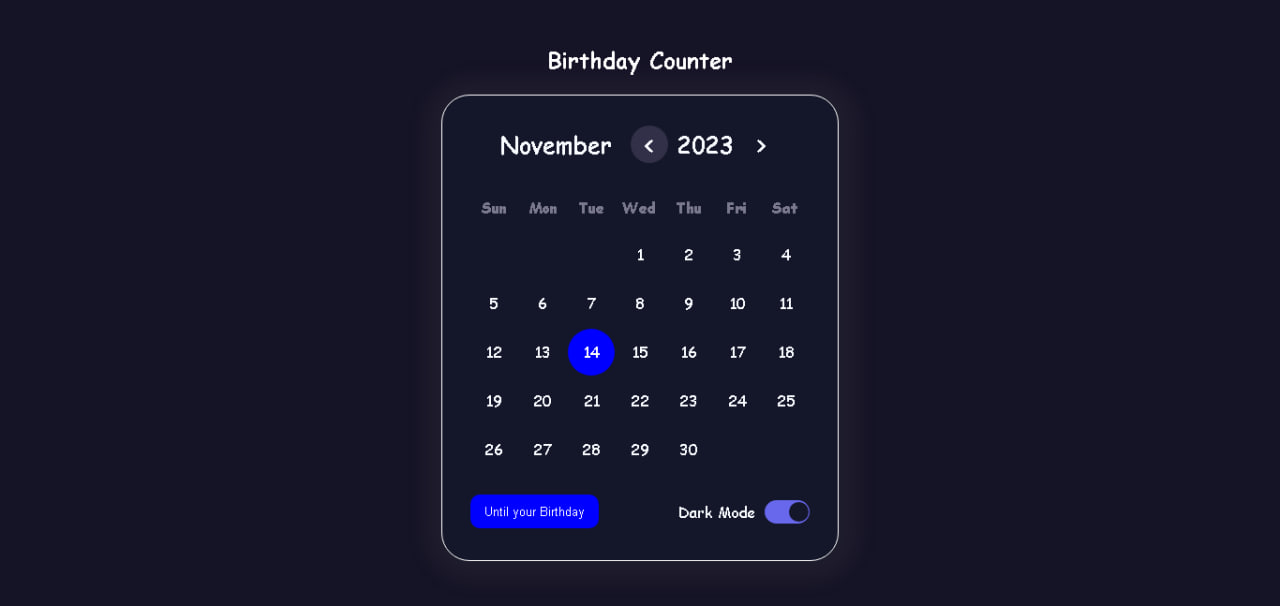 Birthday Counter
November < 2023 >
Sun Mon Tue Wed Thu Fri Sat
1 2 3 4
5 6 7 8 9 10 11
12 13 14 15 16 17 18
19 20 21 22 23 24 25
26 27 28 29 30
Until your Birthday Dark Mode